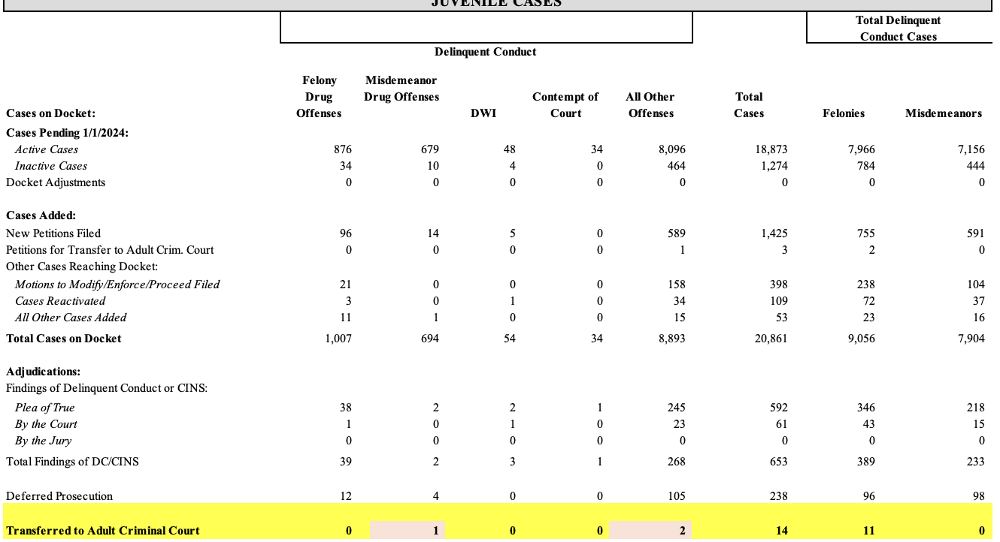 JUVENILE CASES
Total Delinquent
Conduct Cases
Delinquent Conduct
Felony Misdemeanor
Drug Drug Offenses Contempt of All Other Total
Cases on Docket: Offenses DWI Court Offenses Cases Felonies Misdemeanors
Cases Pending 1/1/2024:
Active Cases 876 679 48 34 8,096 18,873 7,966 7,156
Inactive Cases 34 10 4 0 464 1,274 784 444
Docket Adjustments 0 0 0 0 0 0 0 0
Cases Added:
New Petitions Filed 96 14 5 0 589 1,425 755 591
Petitions for Transfer to Adult Crim. Court 0 0 0 0 1 3 2 0
Other Cases Reaching Docket:
Motions to Modify/Enforce/Proceed Filed 21 0 0 0 158 398 238 104
Cases Reactivated 3 0 1 0 34 109 72 37
All Other Cases Added 11 1 0 0 15 53 23 16
Total Cases on Docket 1,007 694 54 34 8,893 20,861 9,056 7,904
Adjudications:
Findings of Delinquent Conduct or CINS:
Plea of True 38 2 2 1 245 592 346 218
By the Court 1 0 1 0 23 61 43 15
By the Jury 0 0 0 0 0 0 0 0
Total Findings of DC/CINS 39 2 3 1 268 653 389 233
Deferred Prosecution 12 4 0 0 105 238 96 98
Transferred to Adult Criminal Court 0 1 0 0 2 14 11 0